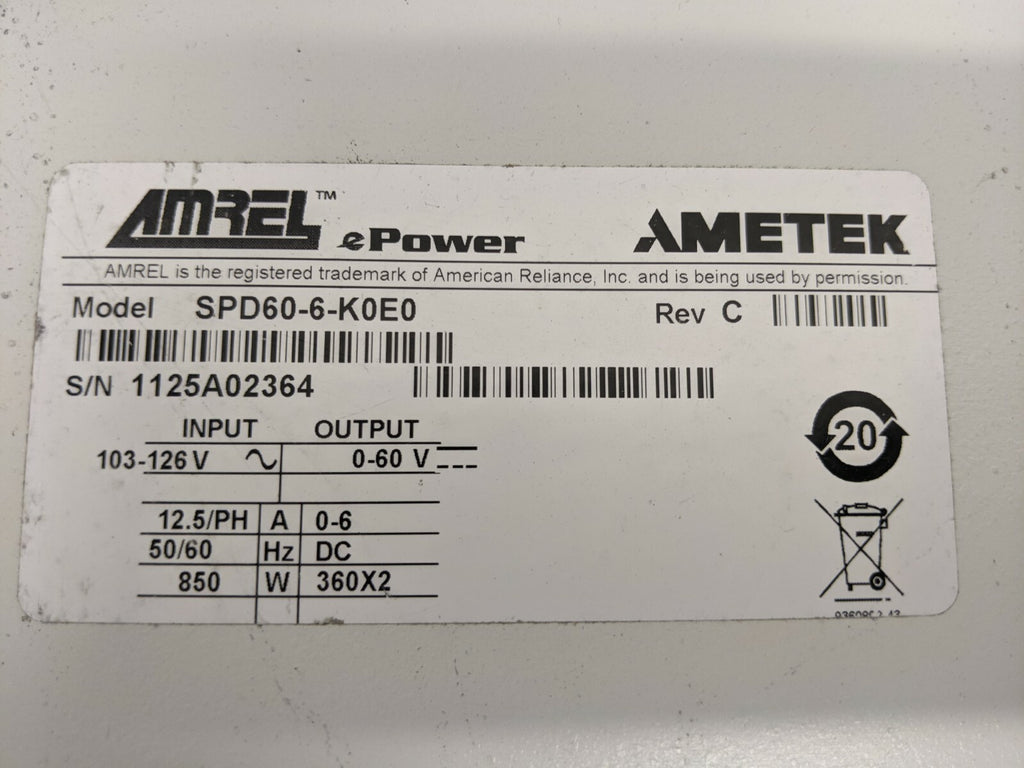 AMREL™ ePower AMETEK
AMREL is the registered trademark of American Reliance, Inc. and is being used by permission.
Model SPD60-6-K0E0 Rev C
S/N 1125A02364
INPUT OUTPUT
103-126 V ∿ 0-60 V
12.5/PH A 0-6
50/60 Hz DC
850 W 360X2
20